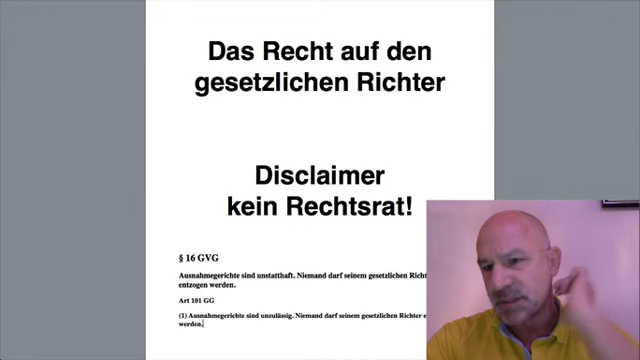 Das Recht auf den
gesetzlichen Richter
Disclaimer
kein Rechtsrat!
§ 16 GVG
Ausnahmegerichte sind unstatthaft. Niemand darf seinem gesetzlichen
entzogen werden.
Art 101 GG
(1) Ausnahmegerichte sind unzulässig. Niemand darf seinem gesetzlichen Richter
werden.